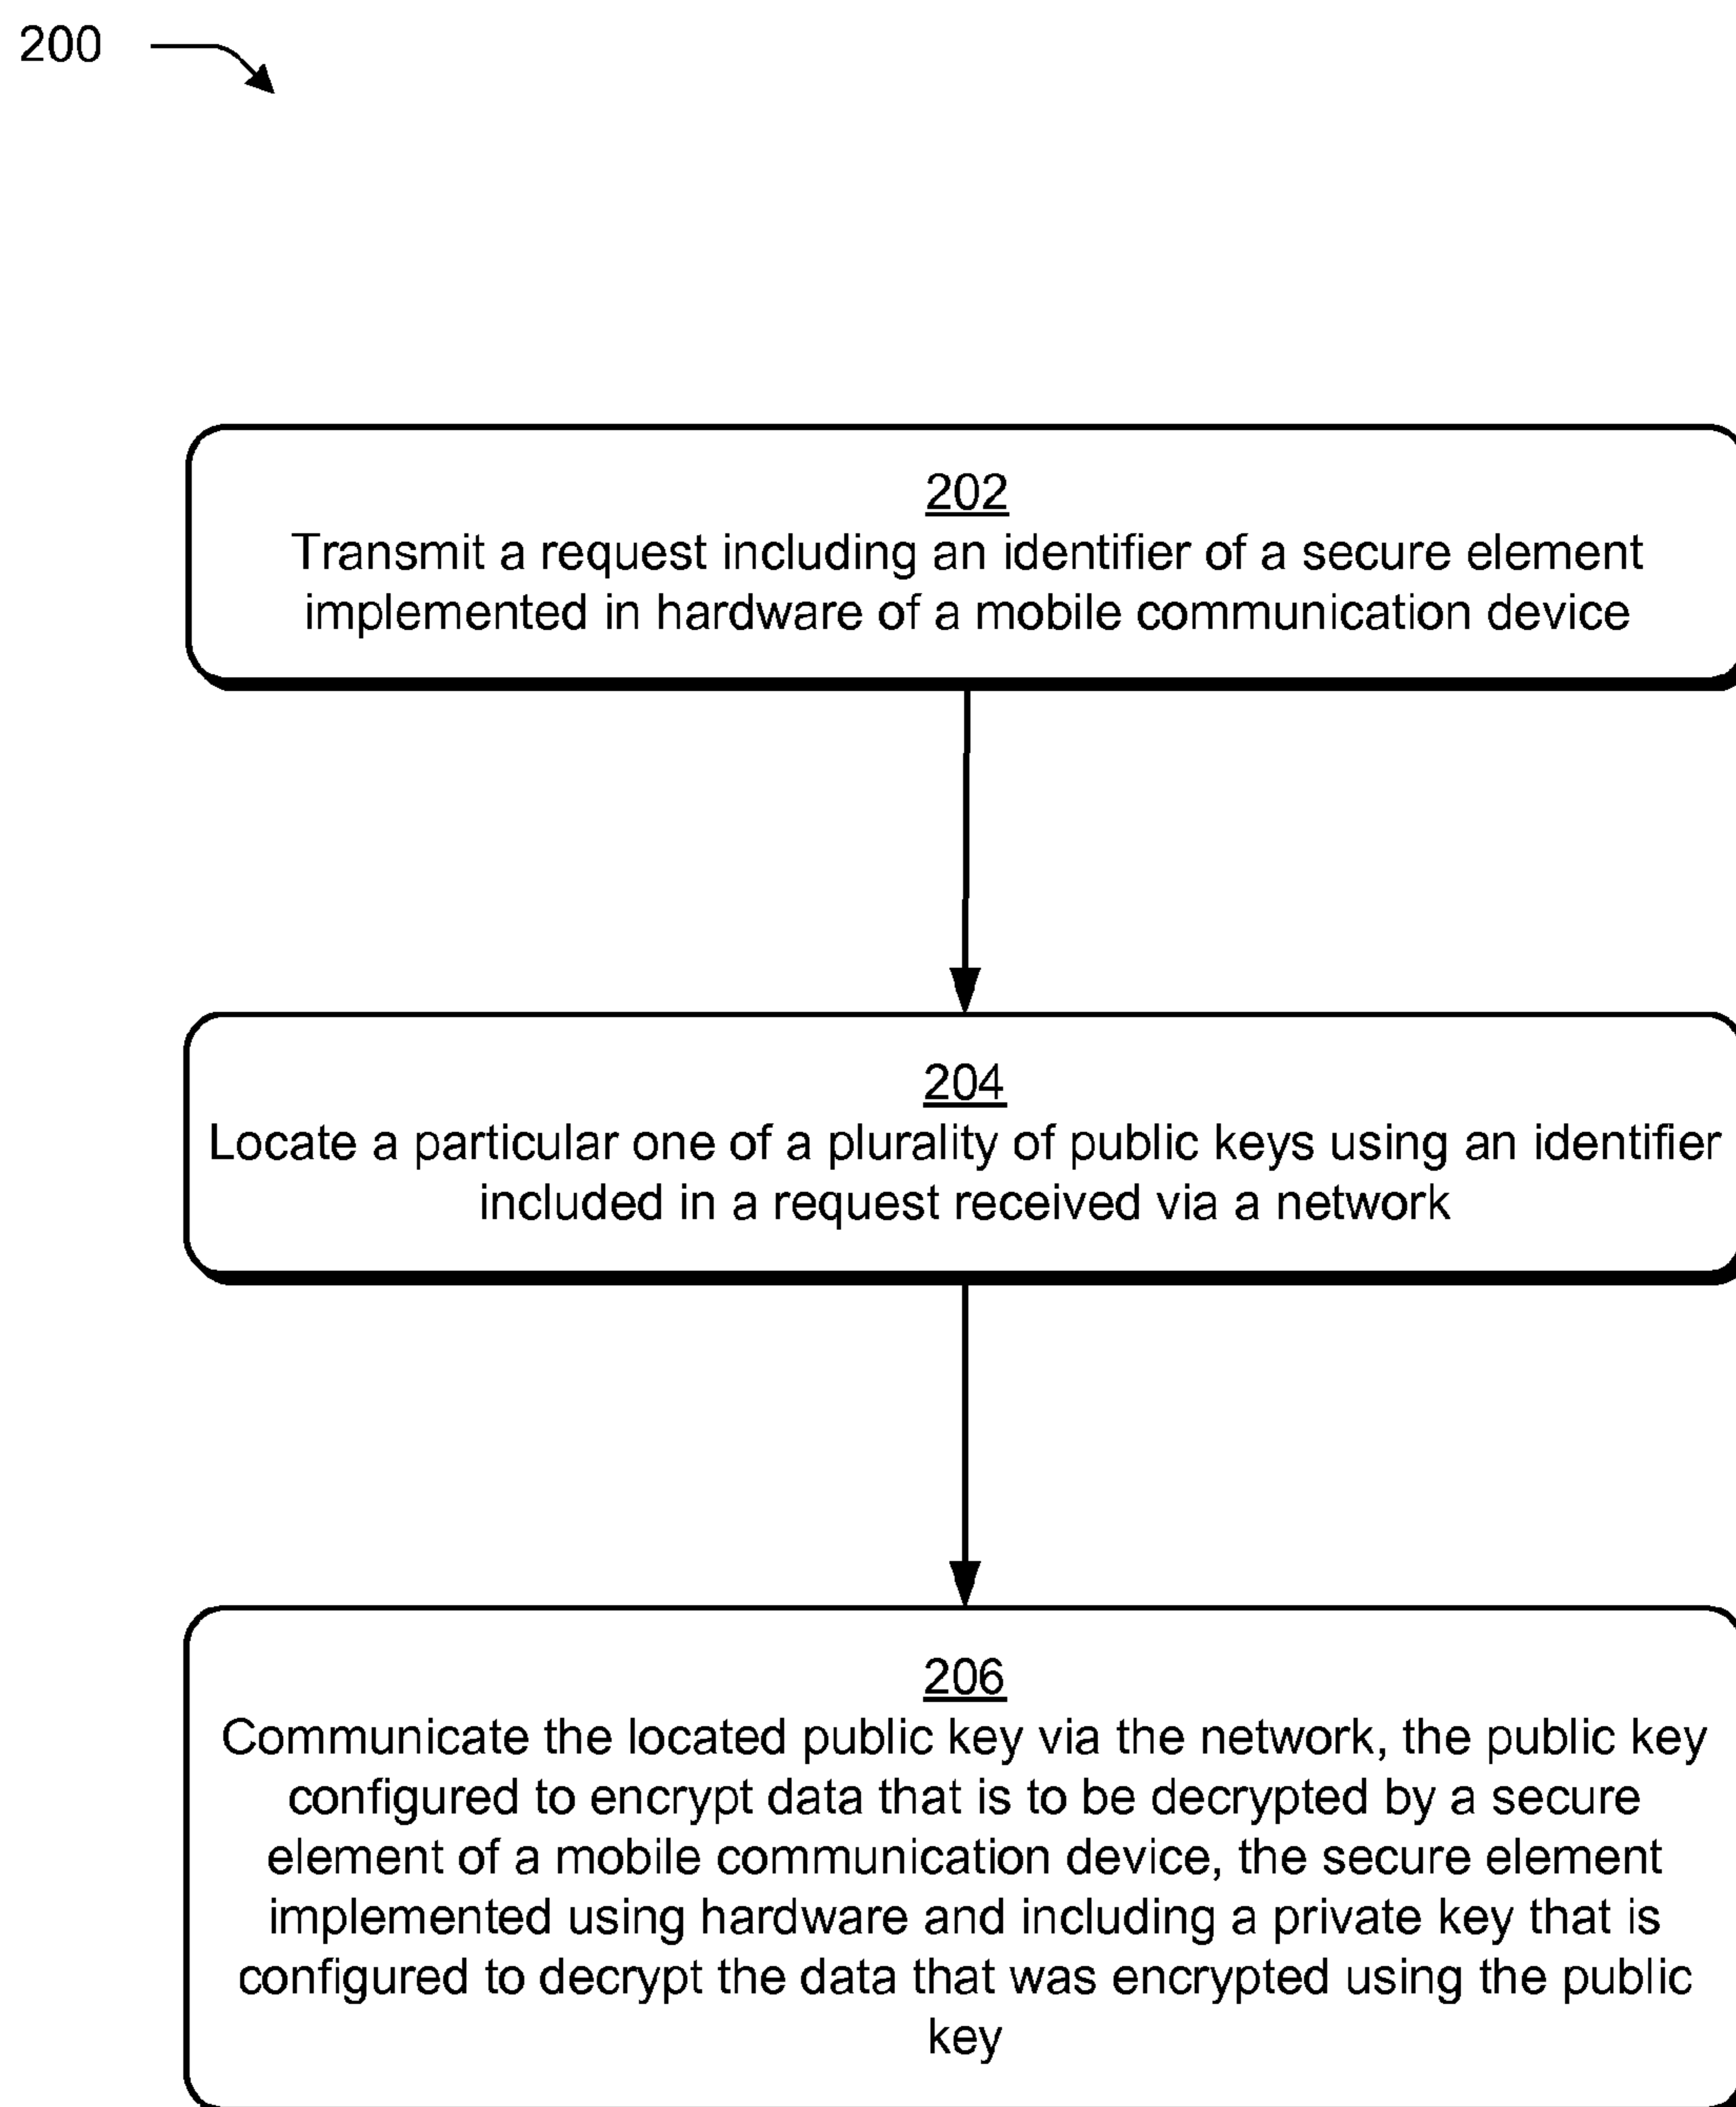 200
202
Transmit a request including an identifier of a secure element
implemented in hardware of a mobile communication device
204
Locate a particular one of a plurality of public keys using an identifier
included in a request received via a network
206
Communicate the located public key via the network, the public key
configured to encrypt data that is to be decrypted by a secure
element of a mobile communication device, the secure element
implemented using hardware and including a private key that is
configured to decrypt the data that was encrypted using the public
key